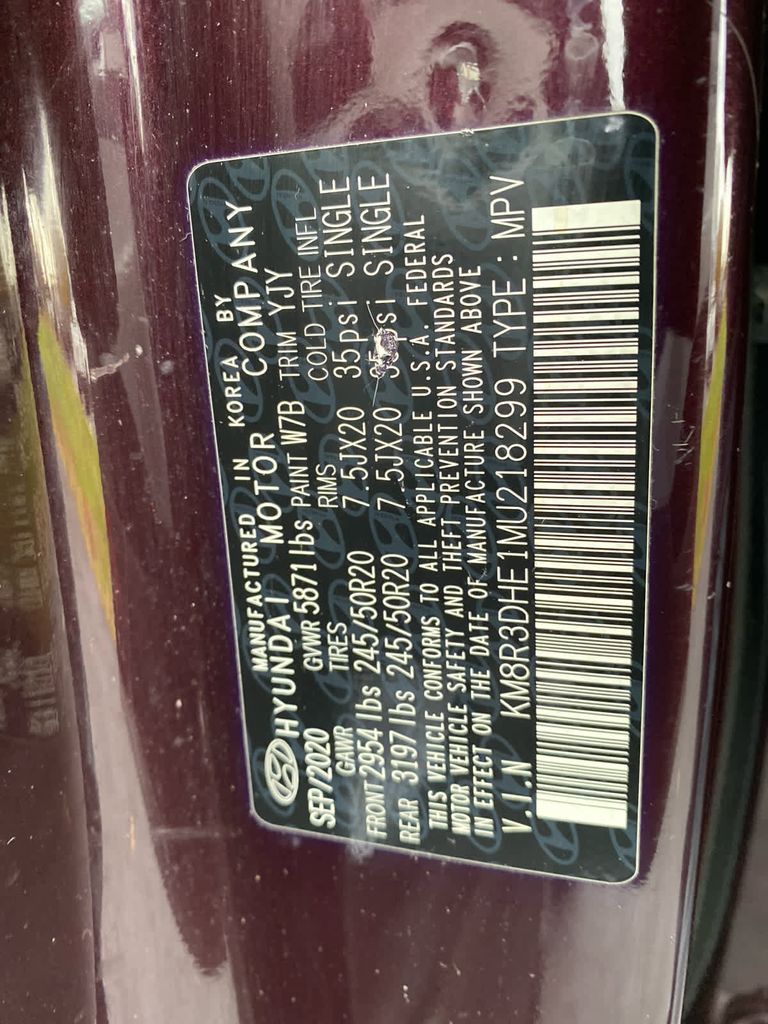 MANUFACTURED IN KOREA BY
HYUNDAI MOTOR COMPANY
SEP/2020 GVWR 5871lbs PAINT W7B TRIM YJY
GAWR TIRES RIMS COLD TIRE INFL
FRONT 2954 lbs 245/50R20 7.5JX20 35psi SINGLE
REAR 3197 lbs 245/50R20 7.5JX20 35psi SINGLE
THIS VEHICLE CONFORMS TO ALL APPLICABLE U.S.A. FEDERAL
MOTOR VEHICLE SAFETY AND THEFT PREVENTION STANDARDS
IN EFFECT ON THE DATE OF MANUFACTURE SHOWN ABOVE
V.I.N KM8R3DHE1MU218299 TYPE : MPV